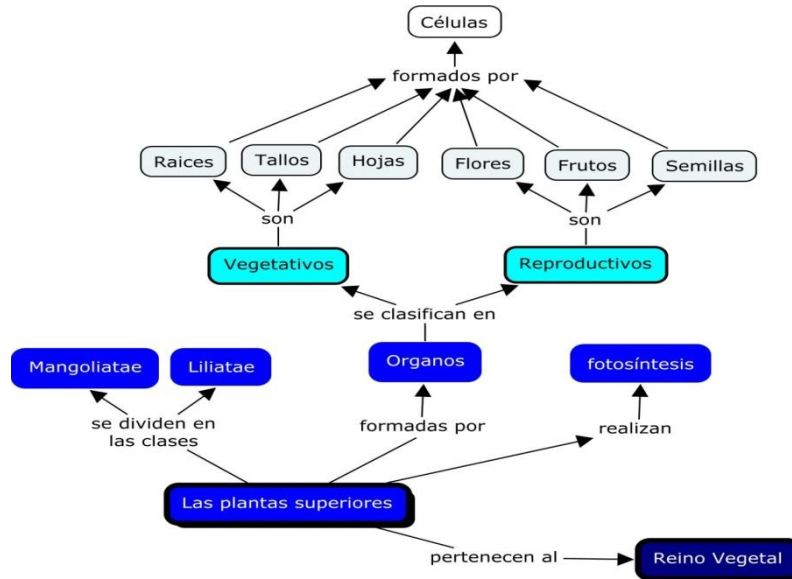 Células
formados por
Raices
Tallos
Hojas
Flores
Frutos
Semillas
son
son
Vegetativos
Reproductivos
se clasifican en
Mangoliatae
Liliatae
Organos
fotosíntesis
se dividen en
las clases
formadas por
realizan
Las plantas superiores
pertenecen al
Reino Vegetal